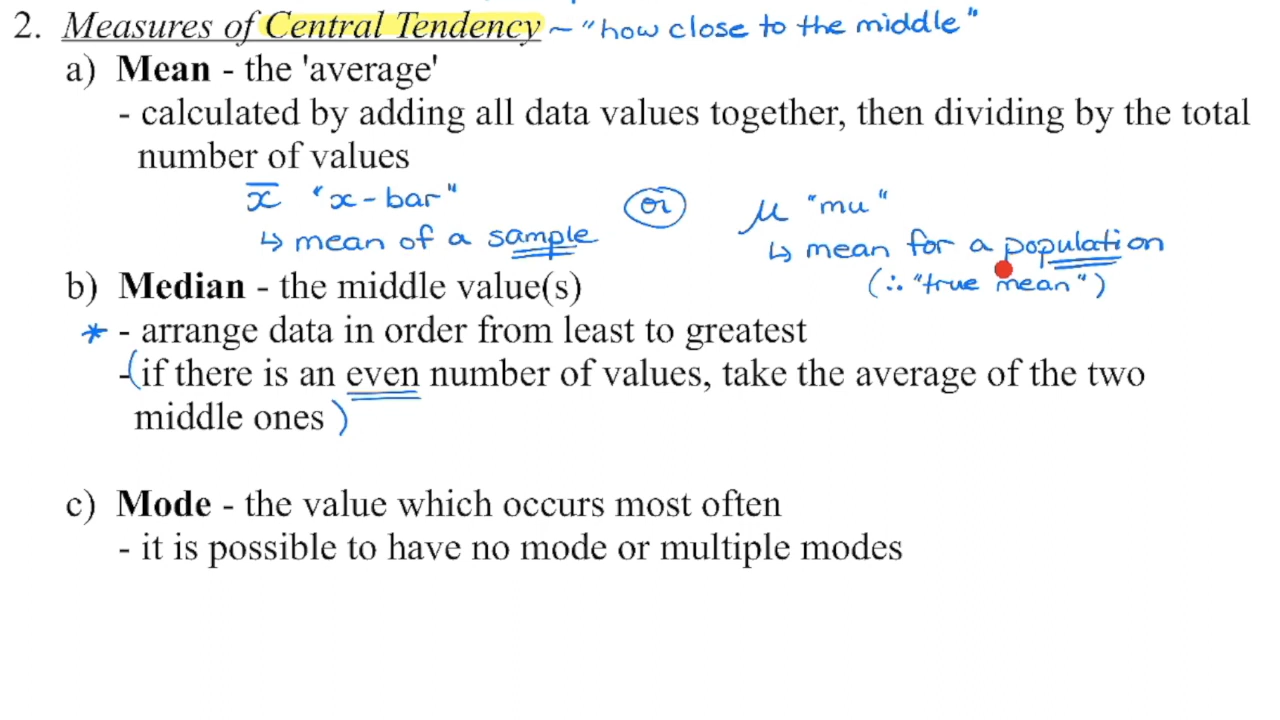 2. Measures of Central Tendency ~ "how close to the middle"
a) Mean - the 'average'
- calculated by adding all data values together, then dividing by the total
number of values
x̅ "x-bar" or μ "mu"
↳ mean of a sample ↳ mean for a population
(∴ "true mean")
b) Median - the middle value(s)
* - arrange data in order from least to greatest
-(if there is an even number of values, take the average of the two
middle ones)
c) Mode - the value which occurs most often
- it is possible to have no mode or multiple modes